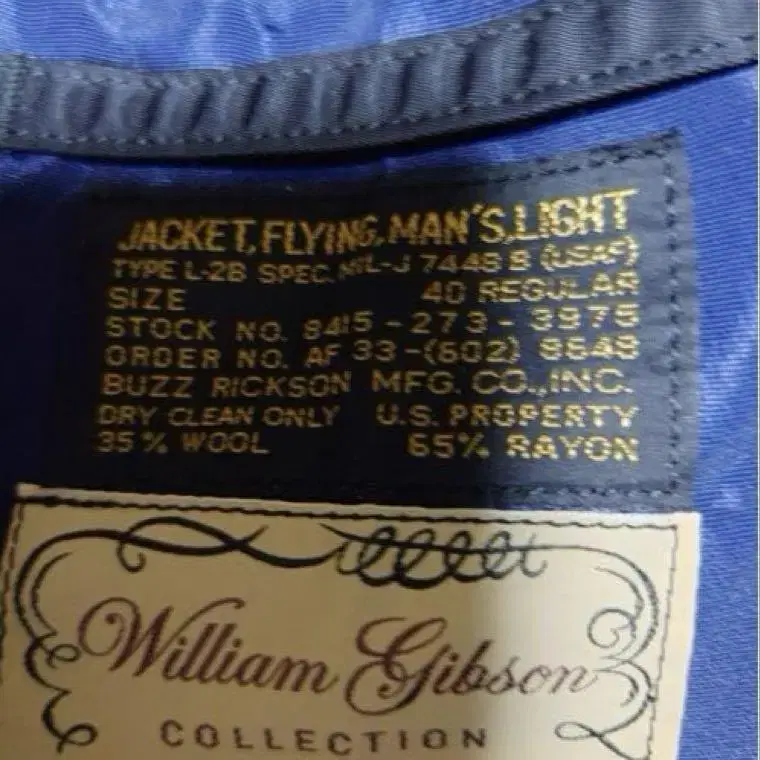 JACKET, FLYING, MAN'S, LIGHT
TYPE L-2B SPEC. MIL-J 7448 B (USAF)
SIZE 40 REGULAR
STOCK NO. 8415-273-3975
ORDER NO. AF 33-(602) 8648
BUZZ RICKSON MFG. CO., INC.
DRY CLEAN ONLY U.S. PROPERTY
35% WOOL 65% RAYON
William Gibson
COLLECTION